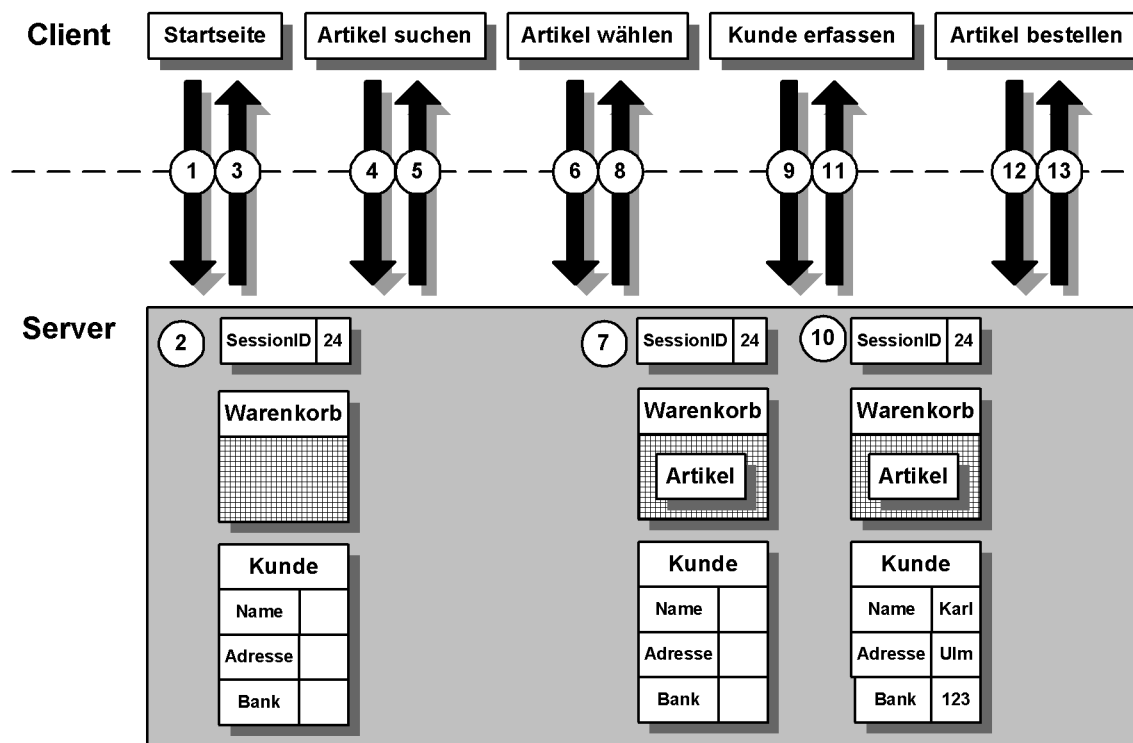 Client
Startseite
Artikel suchen
Artikel wählen
Kunde erfassen
Artikel bestellen
1 3 4 5 6 8 9 11 12 13
Server
2
SessionID 24
Warenkorb
Kunde
Name
Adresse
Bank
7
SessionID 24
Warenkorb
Artikel
Kunde
Name
Adresse
Bank
10
SessionID 24
Warenkorb
Artikel
Kunde
Name Karl
Adresse Ulm
Bank 123